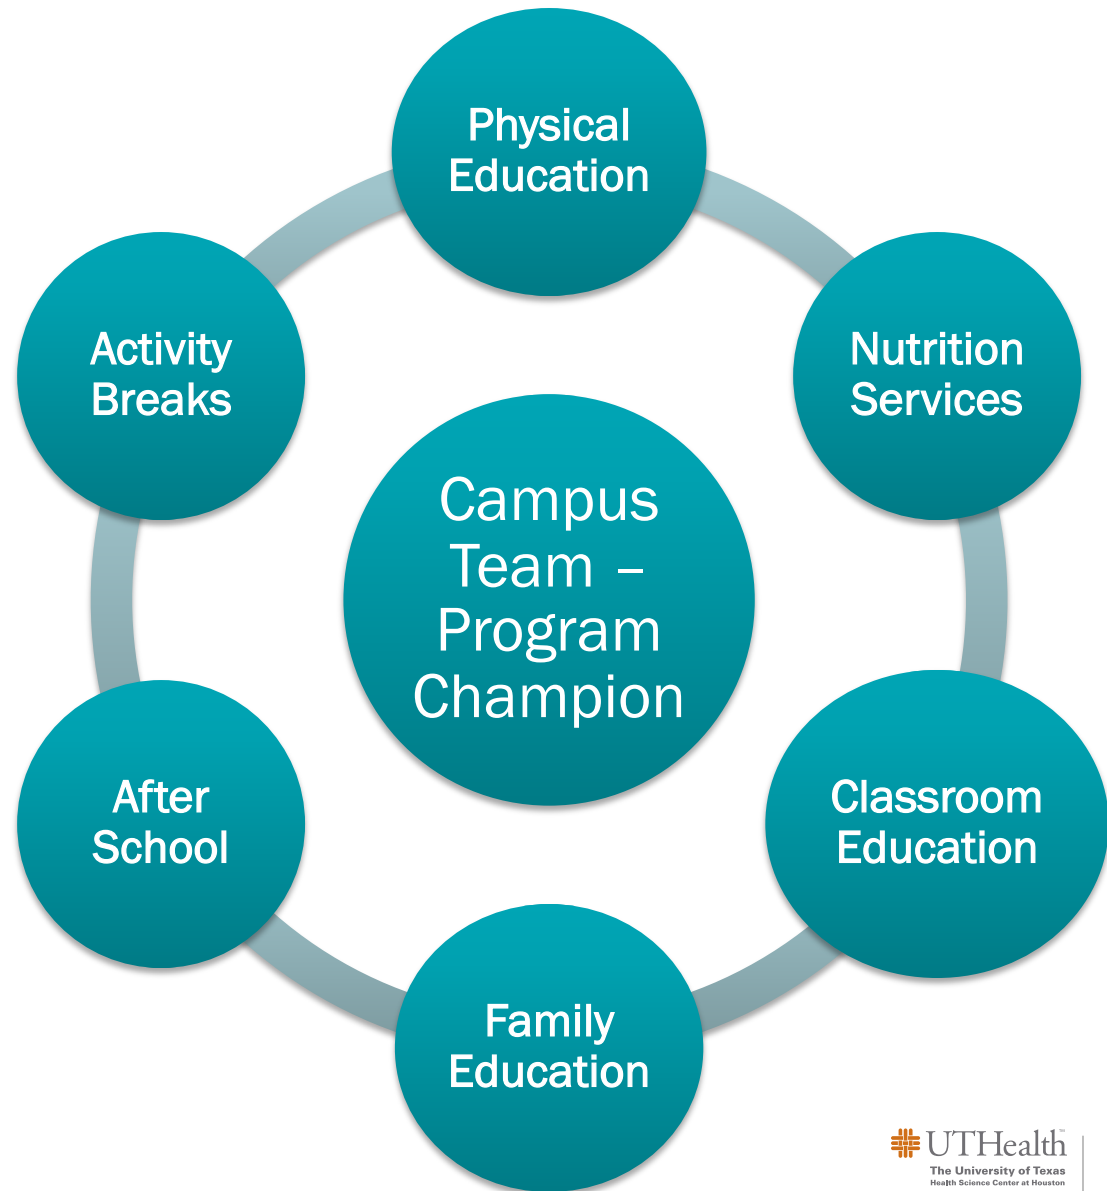 Physical
Education
Activity
Breaks
Nutrition
Services
Campus
Team –
Program
Champion
After
School
Classroom
Education
Family
Education
UTHealth™
The University of Texas
Health Science Center at Houston